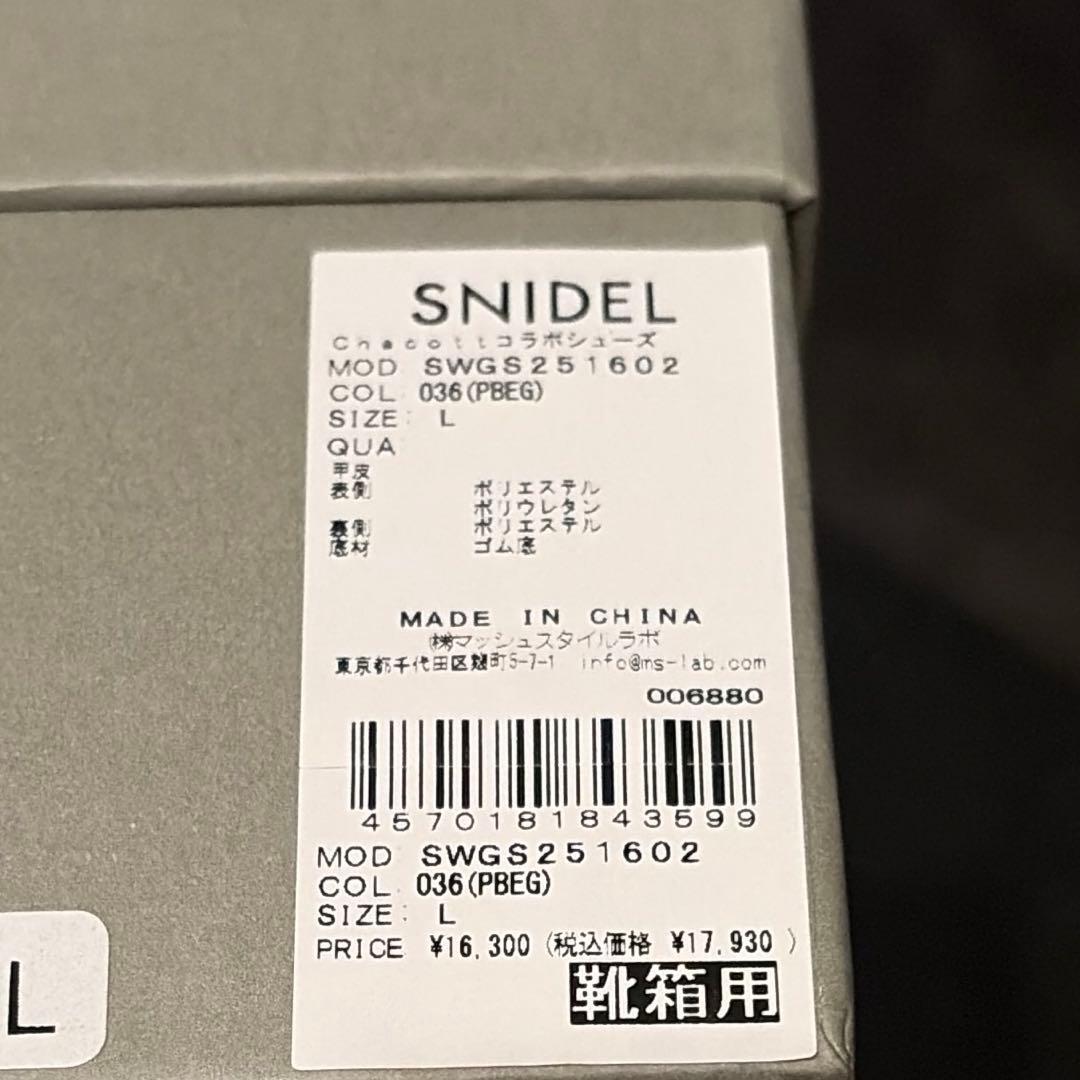 SNIDEL
Chacottコラボシューズ
MOD SWGS251602
COL 036(PBEG)
SIZE: L
QUA
甲皮
表側 ポリエステル
ポリウレタン
裏側 ポリエステル
底材 ゴム底
MADE IN CHINA
㈱マッシュスタイルラボ
東京都千代田区麹町5-7-1 info@ms-lab.com
006880
4570181843599
MOD SWGS251602
COL 036(PBEG)
SIZE: L
PRICE ¥16,300 (税込価格 ¥17,930 )
靴箱用
L